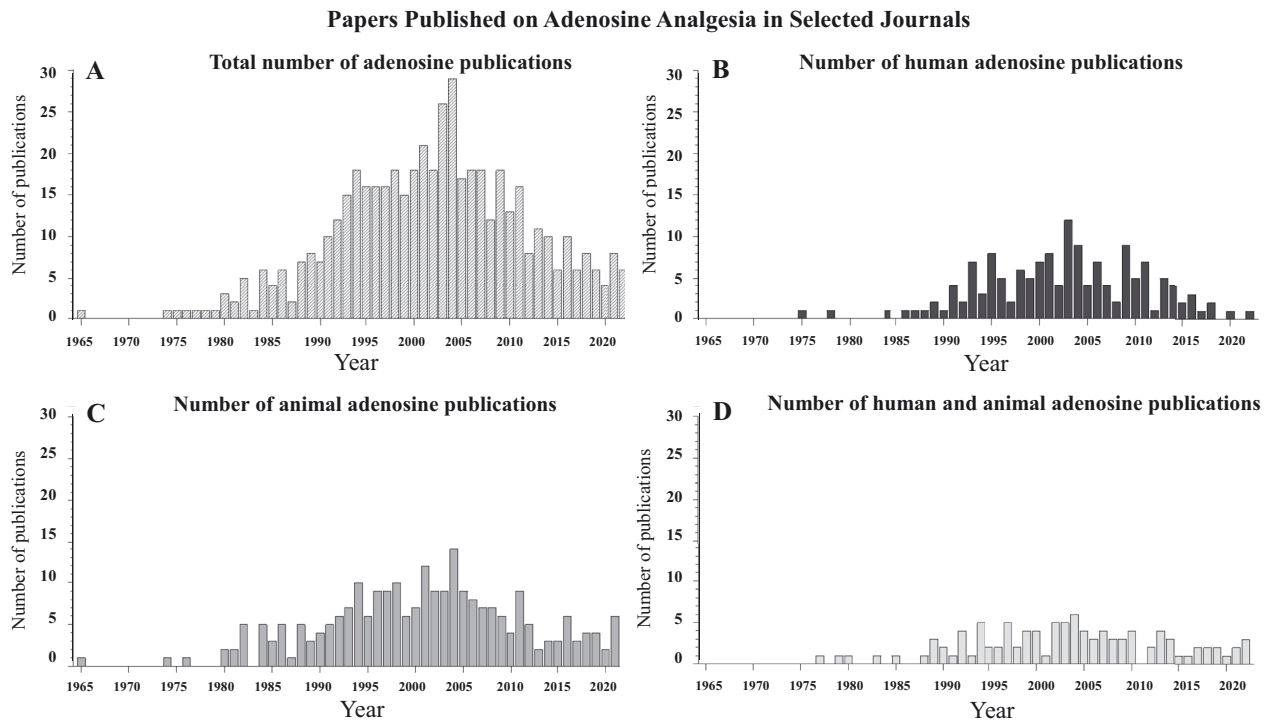 Papers Published on Adenosine Analgesia in Selected Journals
A
Total number of adenosine publications
Number of publications
30
25
20
15
10
5
0
1965 1970 1975 1980 1985 1990 1995 2000 2005 2010 2015 2020
Year
B
Number of human adenosine publications
Number of publications
30
25
20
15
10
5
0
1965 1970 1975 1980 1985 1990 1995 2000 2005 2010 2015 2020
Year
C
Number of animal adenosine publications
Number of publications
30
25
20
15
10
5
0
1965 1970 1975 1980 1985 1990 1995 2000 2005 2010 2015 2020
Year
D
Number of human and animal adenosine publications
Number of publications
30
25
20
15
10
5
0
1965 1970 1975 1980 1985 1990 1995 2000 2005 2010 2015 2020
Year